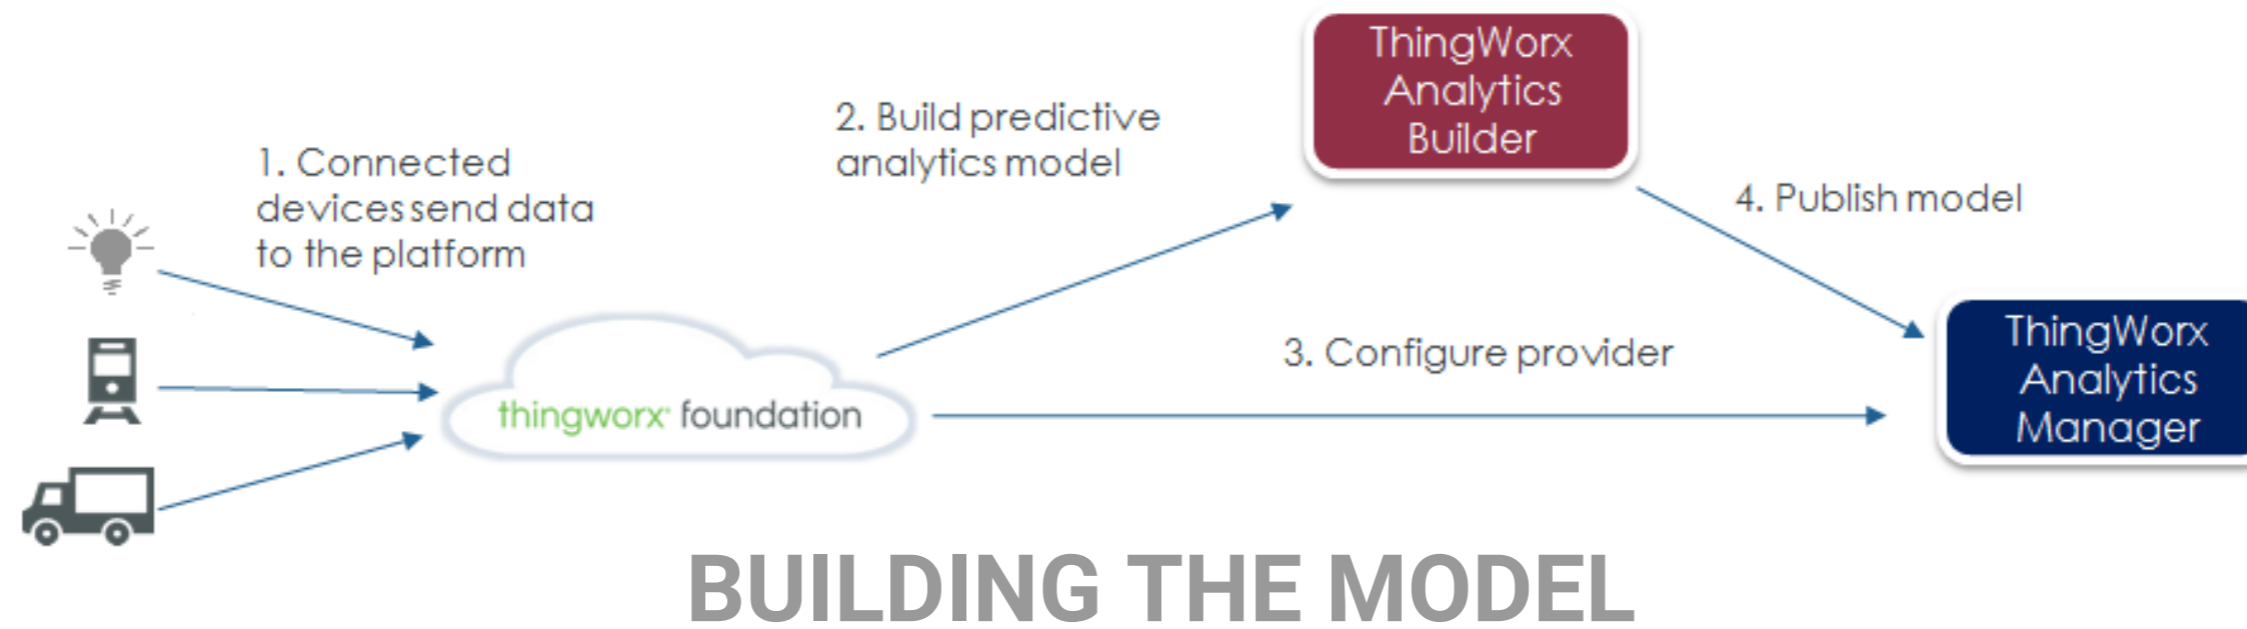 1. Connected
devices send data
to the platform
2. Build predictive
analytics model
ThingWorx
Analytics
Builder
4. Publish model
thingworx foundation
3. Configure provider
ThingWorx
Analytics
Manager
BUILDING THE MODEL